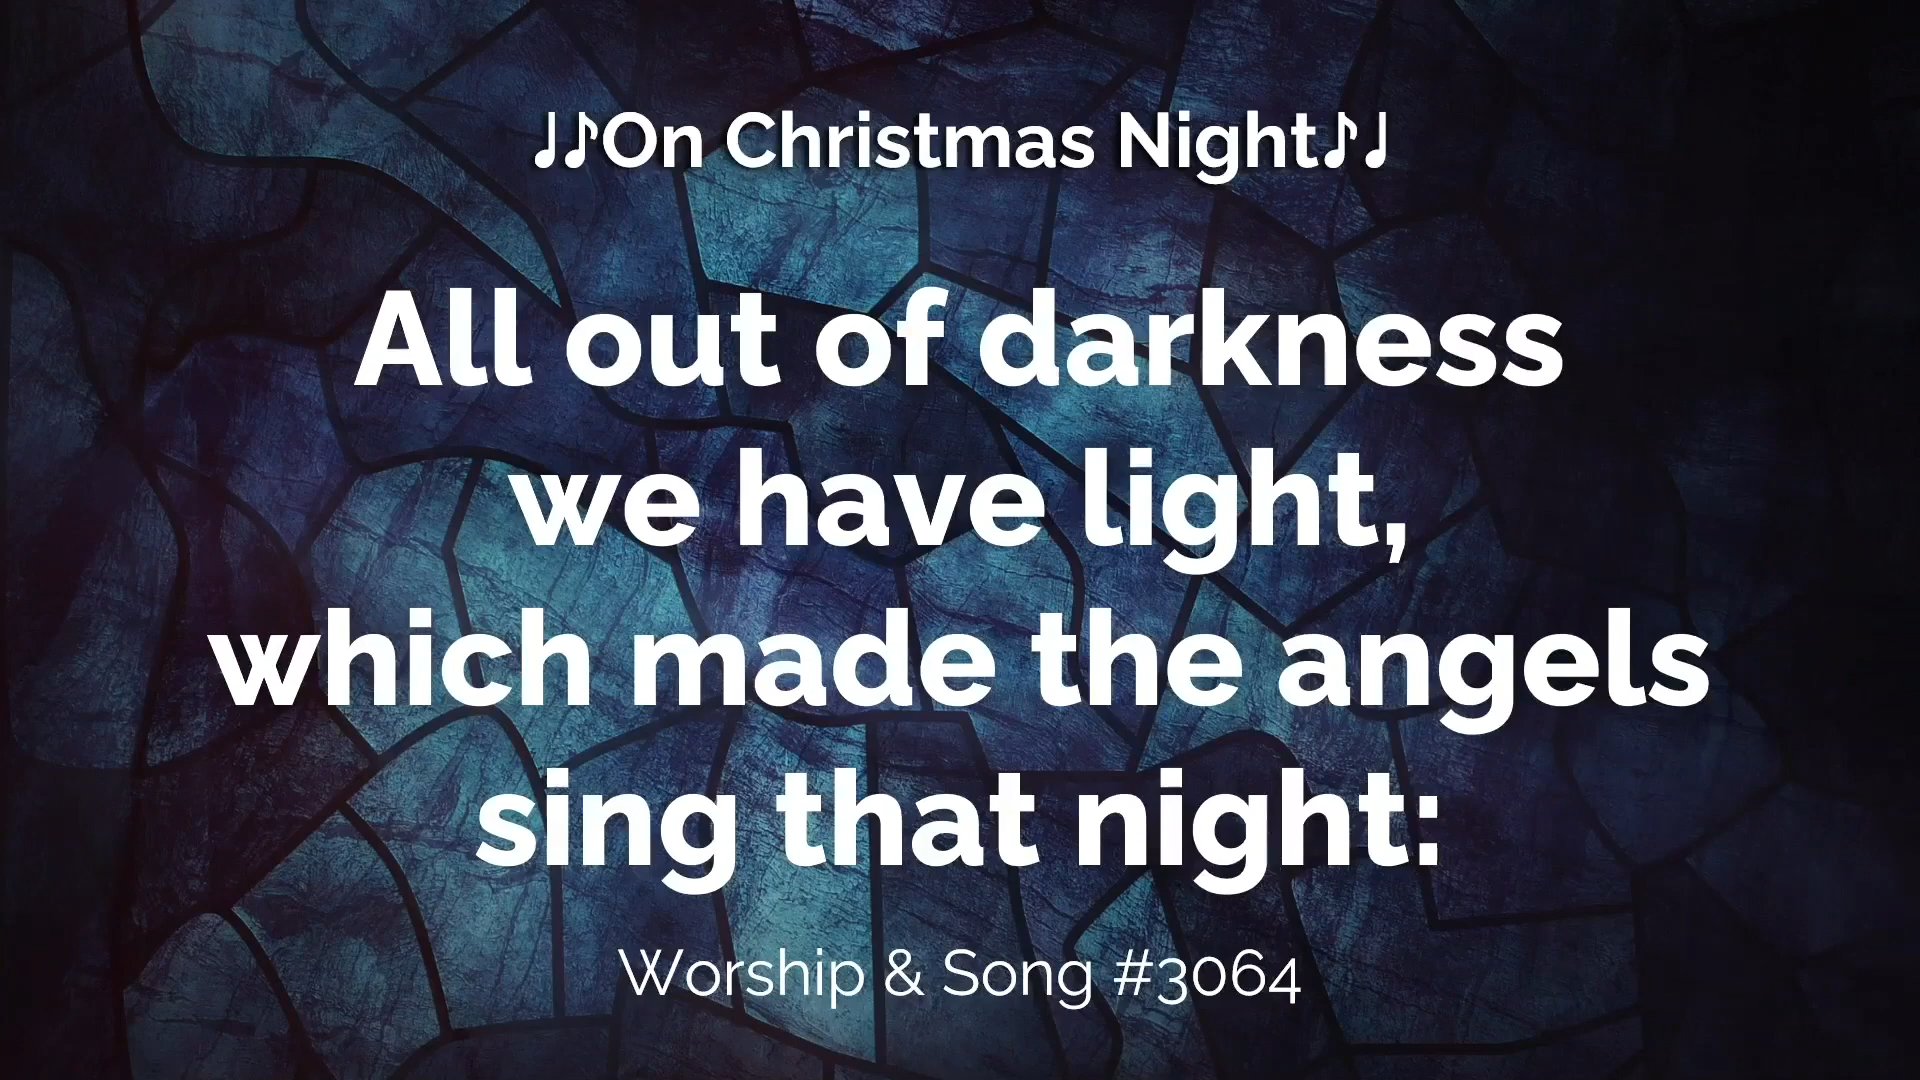 ♩♪On Christmas Night♪♩
All out of darkness
we have light,
which made the angels
sing that night:
Worship & Song #3064